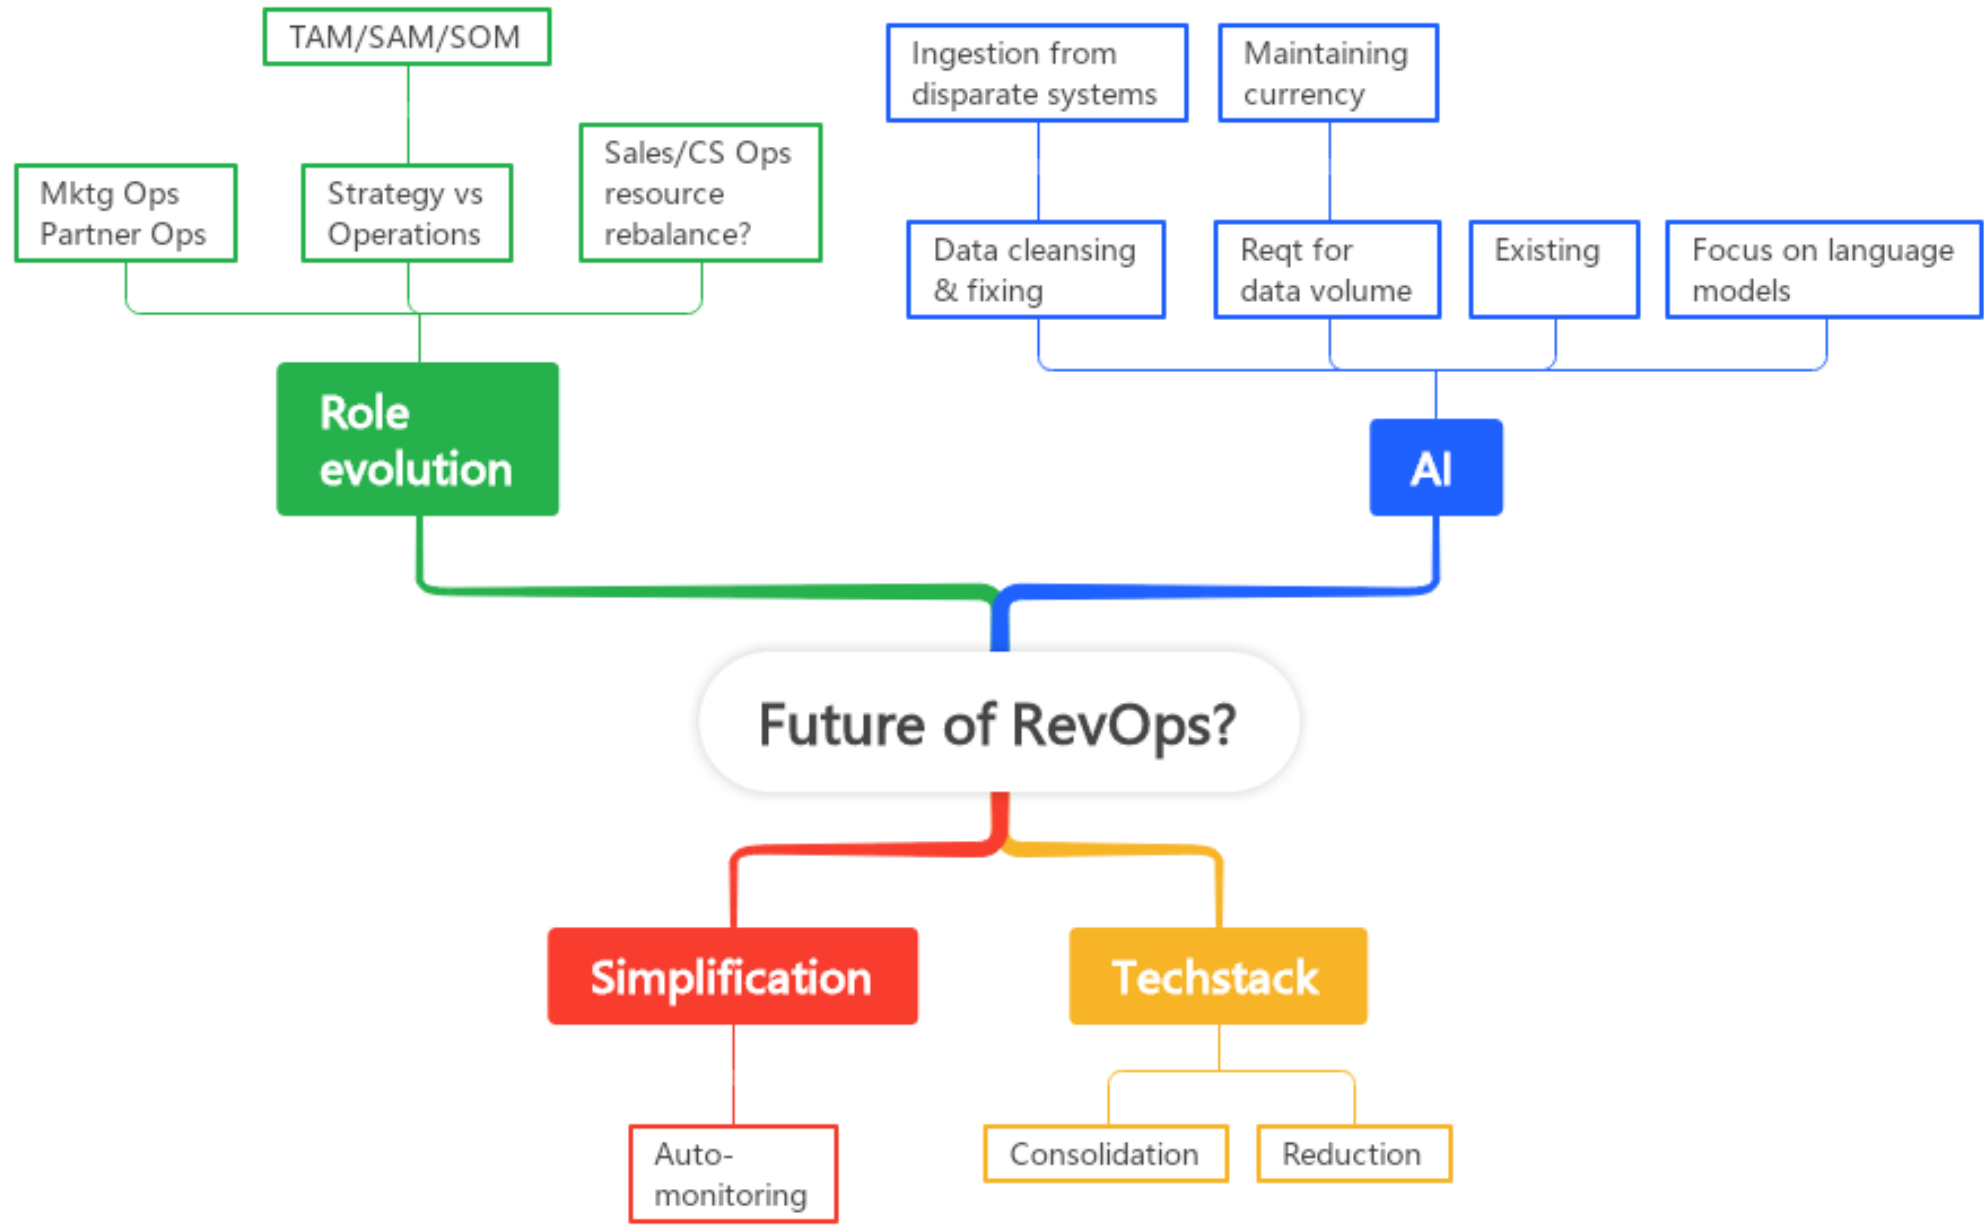 TAM/SAM/SOM
Mktg Ops
Partner Ops
Strategy vs
Operations
Sales/CS Ops
resource
rebalance?
Role
evolution
Ingestion from
disparate systems
Maintaining
currency
Data cleansing
& fixing
Reqt for
data volume
Existing
Focus on language
models
AI
Future of RevOps?
Simplification
Auto-
monitoring
Techstack
Consolidation
Reduction